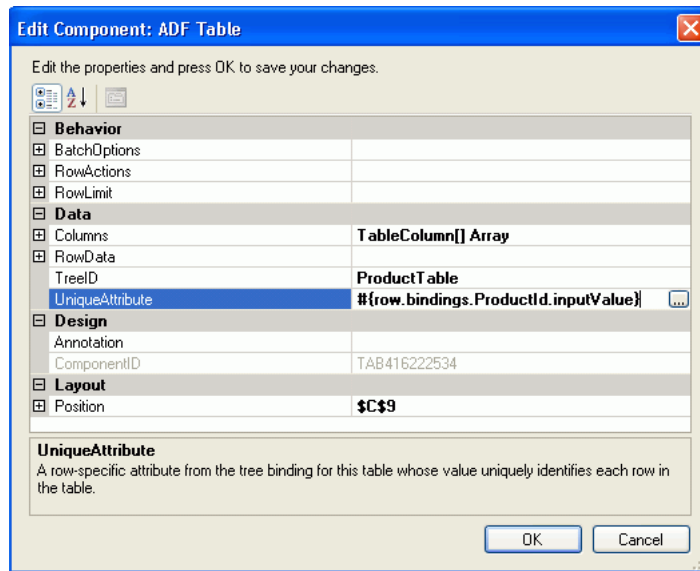 Edit Component: ADF Table
Edit the properties and press OK to save your changes.
Behavior
BatchOptions
RowActions
RowLimit
Data
Columns TableColumn[] Array
RowData
TreeID ProductTable
UniqueAttribute #{row.bindings.ProductId.inputValue} ...
Design
Annotation
ComponentID TAB416222534
Layout
Position $C$9
UniqueAttribute
A row-specific attribute from the tree binding for this table whose value uniquely identifies each row in
the table.
OK Cancel